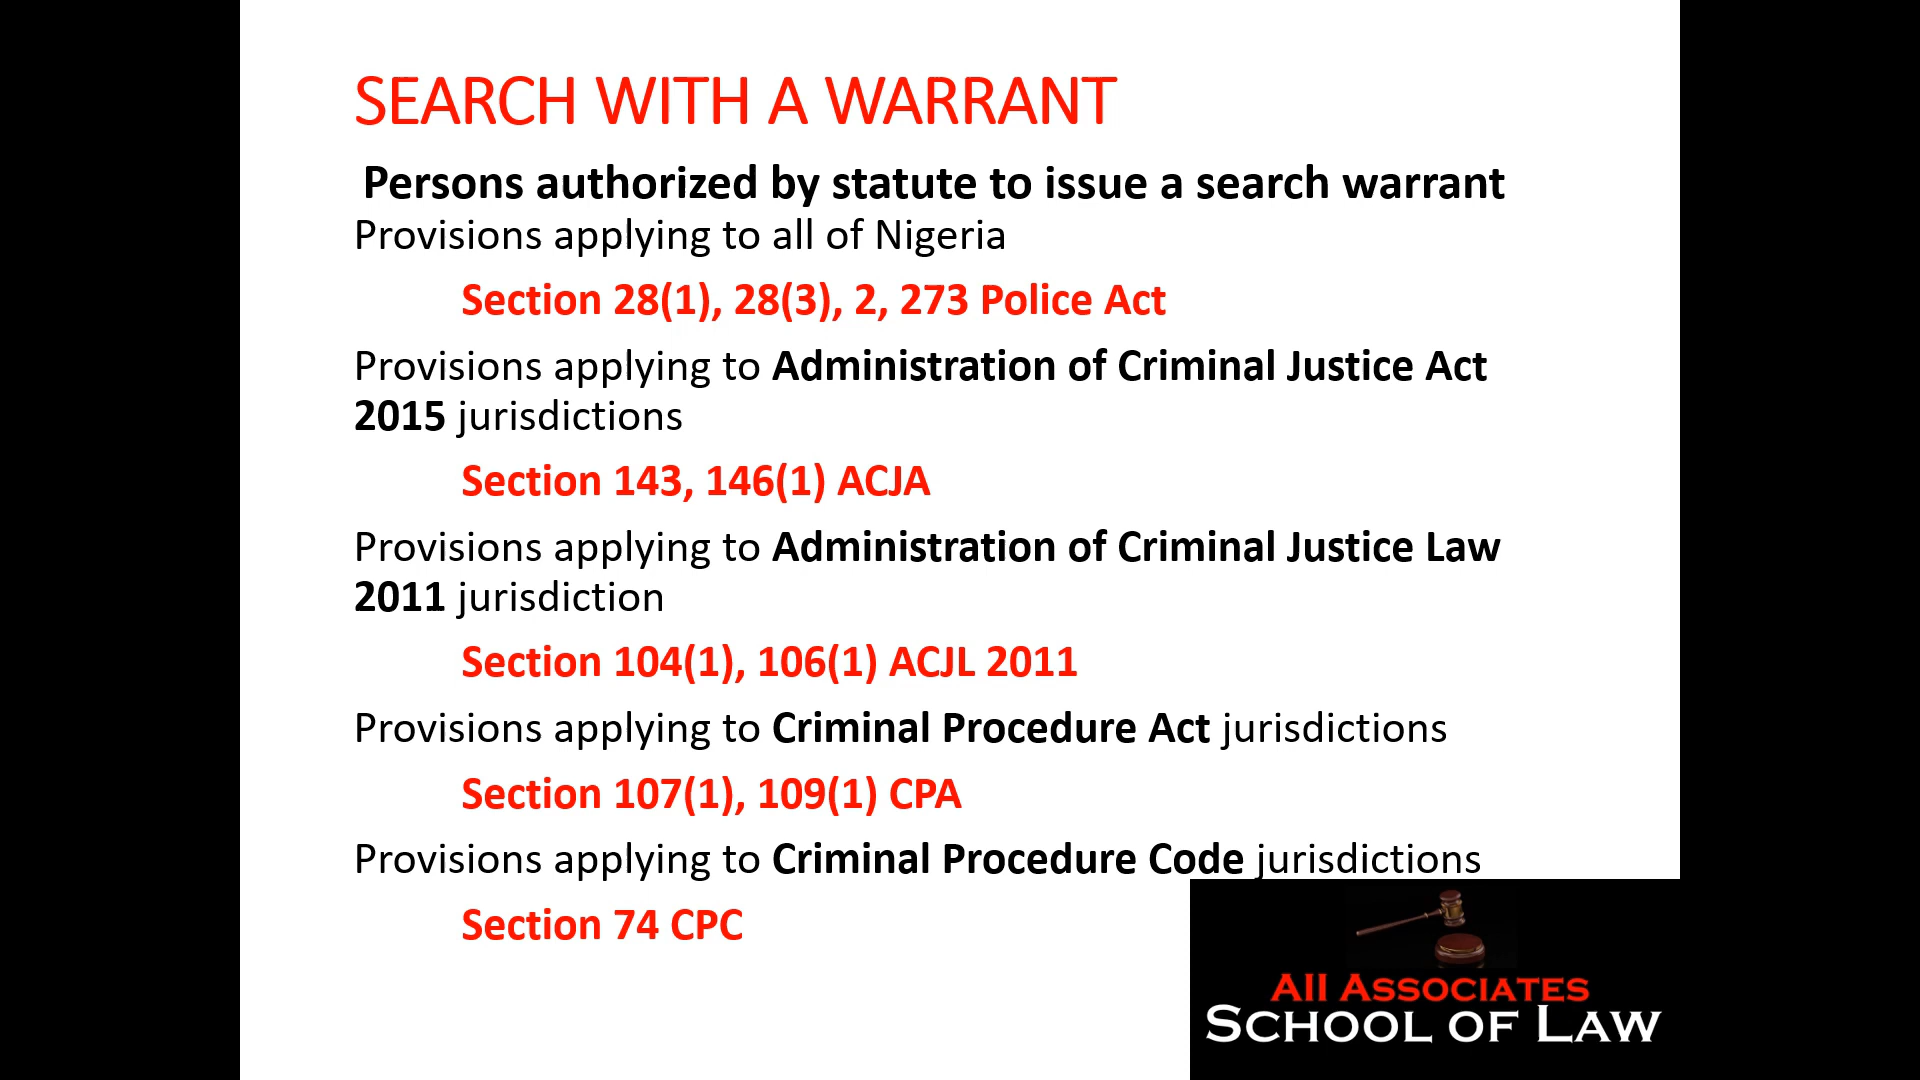 SEARCH WITH A WARRANT
Persons authorized by statute to issue a search warrant
Provisions applying to all of Nigeria
Section 28(1), 28(3), 2, 273 Police Act
Provisions applying to Administration of Criminal Justice Act
2015 jurisdictions
Section 143, 146(1) ACJA
Provisions applying to Administration of Criminal Justice Law
2011 jurisdiction
Section 104(1), 106(1) ACJL 2011
Provisions applying to Criminal Procedure Act jurisdictions
Section 107(1), 109(1) CPA
Provisions applying to Criminal Procedure Code jurisdictions
Section 74 CPC
All Associates
School of Law